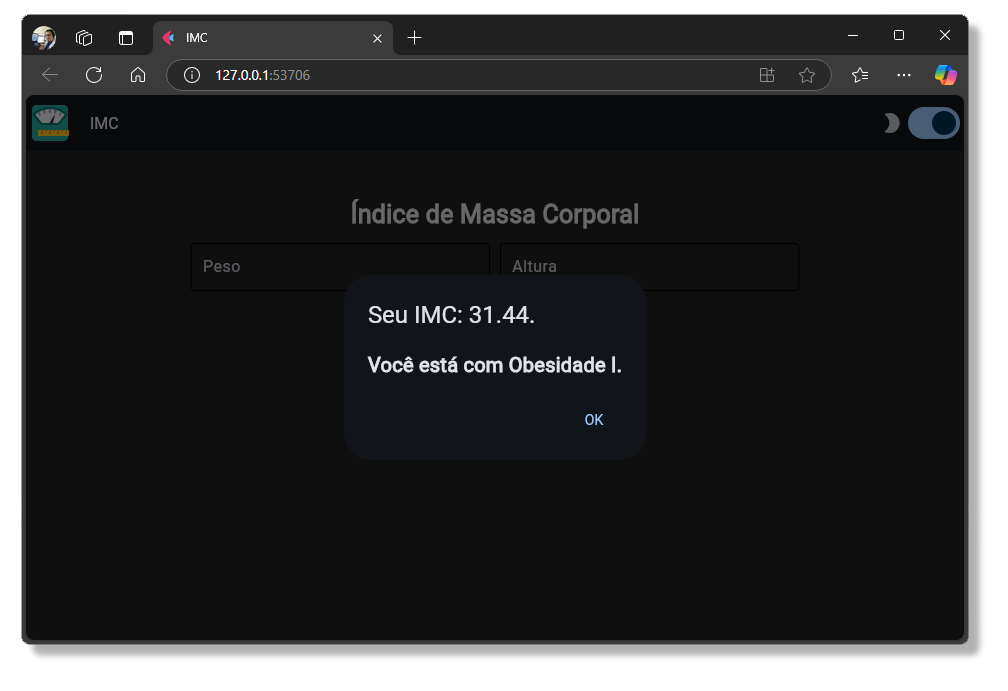 IMC
127.0.0.1:53706
IMC
Índice de Massa Corporal
Peso
Altura
Seu IMC: 31.44.
Você está com Obesidade I.
OK